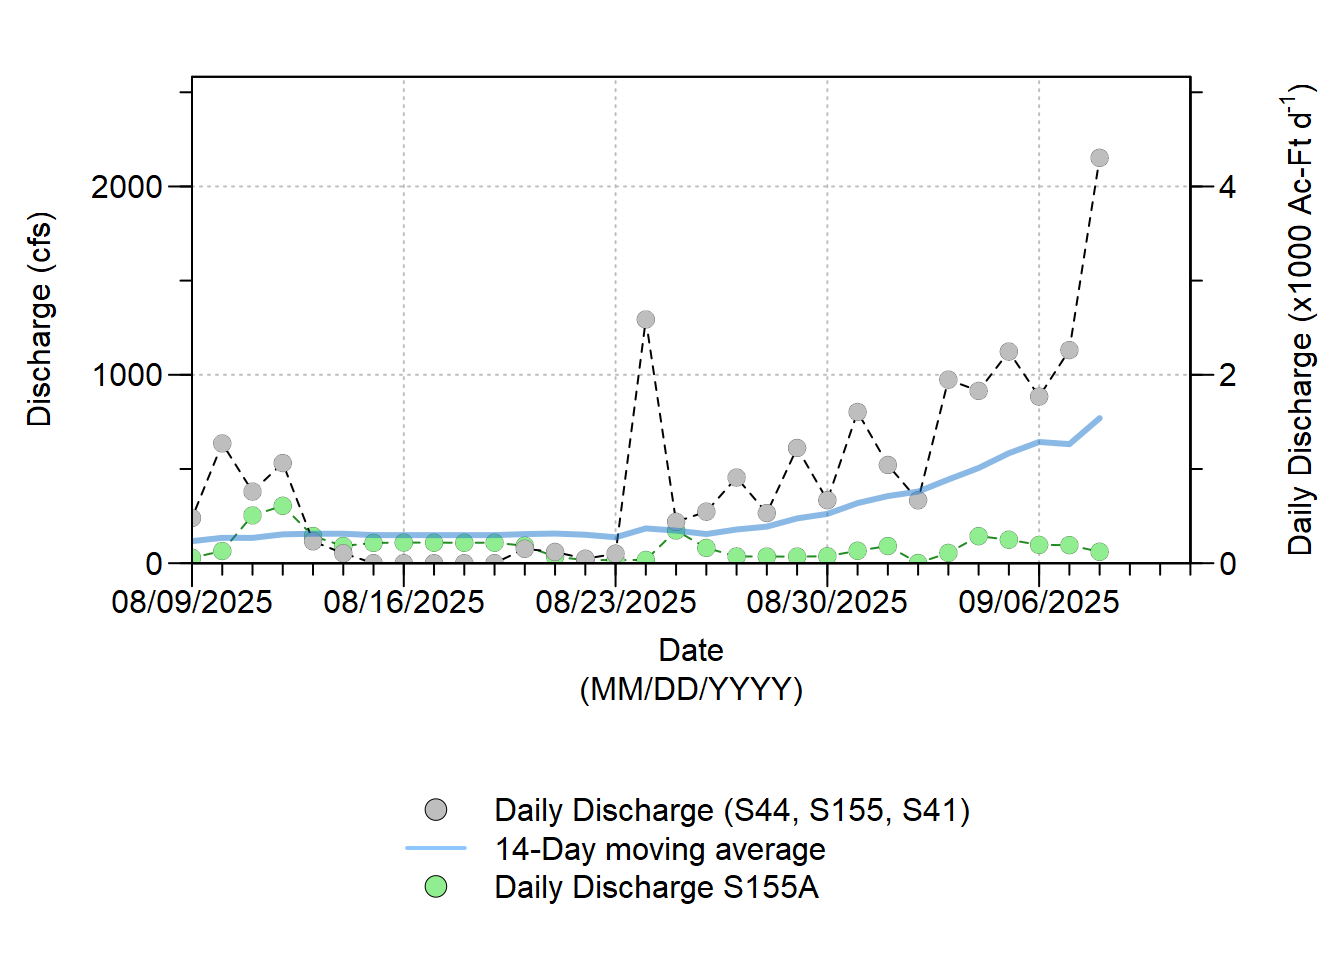 Discharge (cfs)
2000
1000
0
4
2
0
Daily Discharge (x1000 Ac-Ft d-1)
08/09/2025 08/16/2025 08/23/2025 08/30/2025 09/06/2025
Date
(MM/DD/YYYY)
Daily Discharge (S44, S155, S41)
14-Day moving average
Daily Discharge S155A